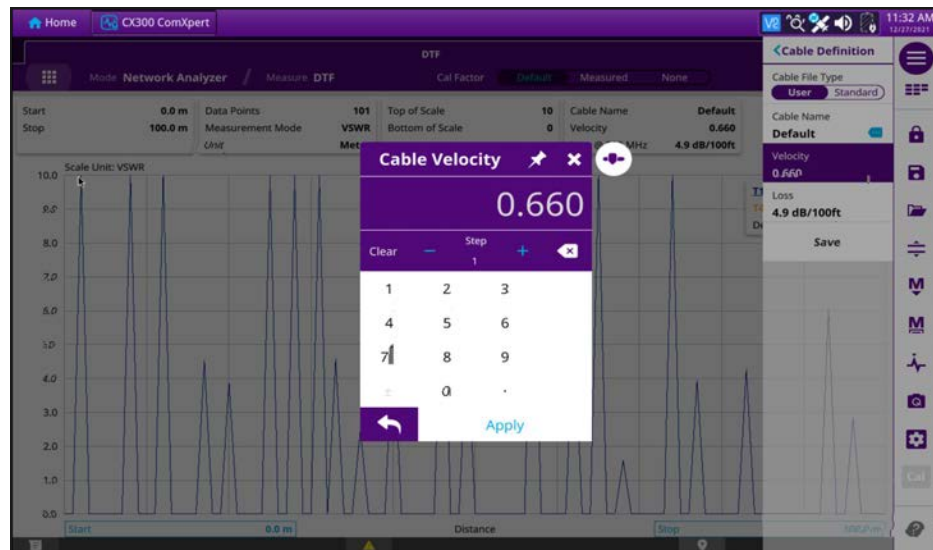 Home
CX300 ComXpert
11:32 AM
12/27/2021
DTF
Mode Network Analyzer / Measure DTF
Cal Factor Default Measured None
Start 0.0 m
Stop 100.0 m
Data Points 101
Measurement Mode VSWR
Unit
Top of Scale 10
Bottom of Scale 0
Cable Name Default
Velocity 0.660
MHz 4.9 dB/100ft
Scale Unit: VSWR
10.0
9.0
8.0
7.0
6.0
5.0
4.0
3.0
2.0
1.0
0.0
Start 0.0 m
Distance
Stop
Cable Velocity
0.660
Clear
Step
1
1 2 3
4 5 6
7 8 9
± 0 .
Apply
Cable Definition
Cable File Type
User Standard
Cable Name
Default
Velocity
0.660
Loss
4.9 dB/100ft
Save
M
M
Cal